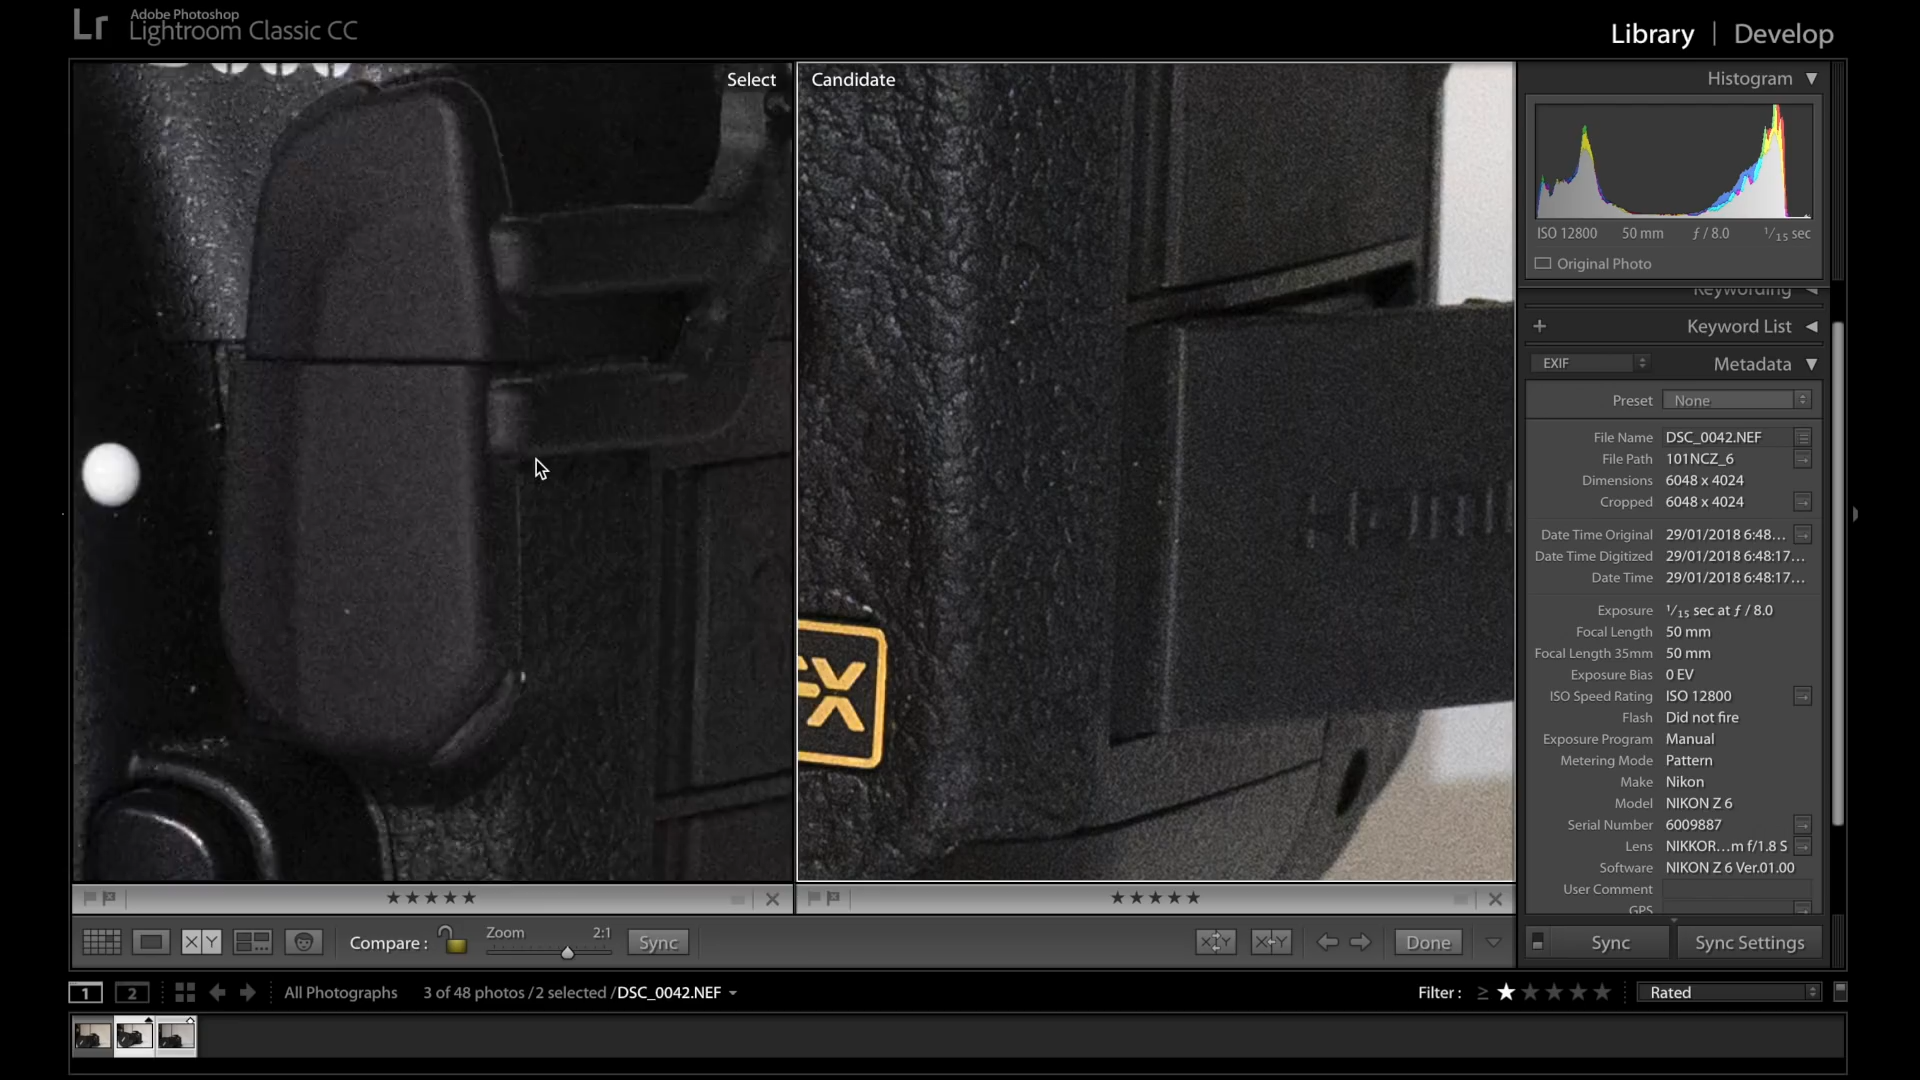 Lr
Adobe Photoshop
Lightroom Classic CC
Library | Develop
Select
Candidate
Histogram
ISO 12800 50 mm ƒ / 8.0 1/15 sec
Original Photo
Keywording
+ Keyword List
EXIF Metadata
Preset None
File Name DSC_0042.NEF
File Path 101NCZ_6
Dimensions 6048 x 4024
Cropped 6048 x 4024
Date Time Original 29/01/2018 6:48...
Date Time Digitized 29/01/2018 6:48:17...
Date Time 29/01/2018 6:48:17...
Exposure 1/15 sec at ƒ / 8.0
Focal Length 50 mm
Focal Length 35mm 50 mm
Exposure Bias 0 EV
ISO Speed Rating ISO 12800
Flash Did not fire
Exposure Program Manual
Metering Mode Pattern
Make Nikon
Model NIKON Z 6
Serial Number 6009887
Lens NIKKOR...m f/1.8 S
Software NIKON Z 6 Ver.01.00
User Comment
GPS
FX
XY Compare : Zoom 2:1 Sync
X Y X Y Done
Sync Sync Settings
1 2 All Photographs 3 of 48 photos / 2 selected / DSC_0042.NEF
Filter : ≥ ★★★★★ Rated